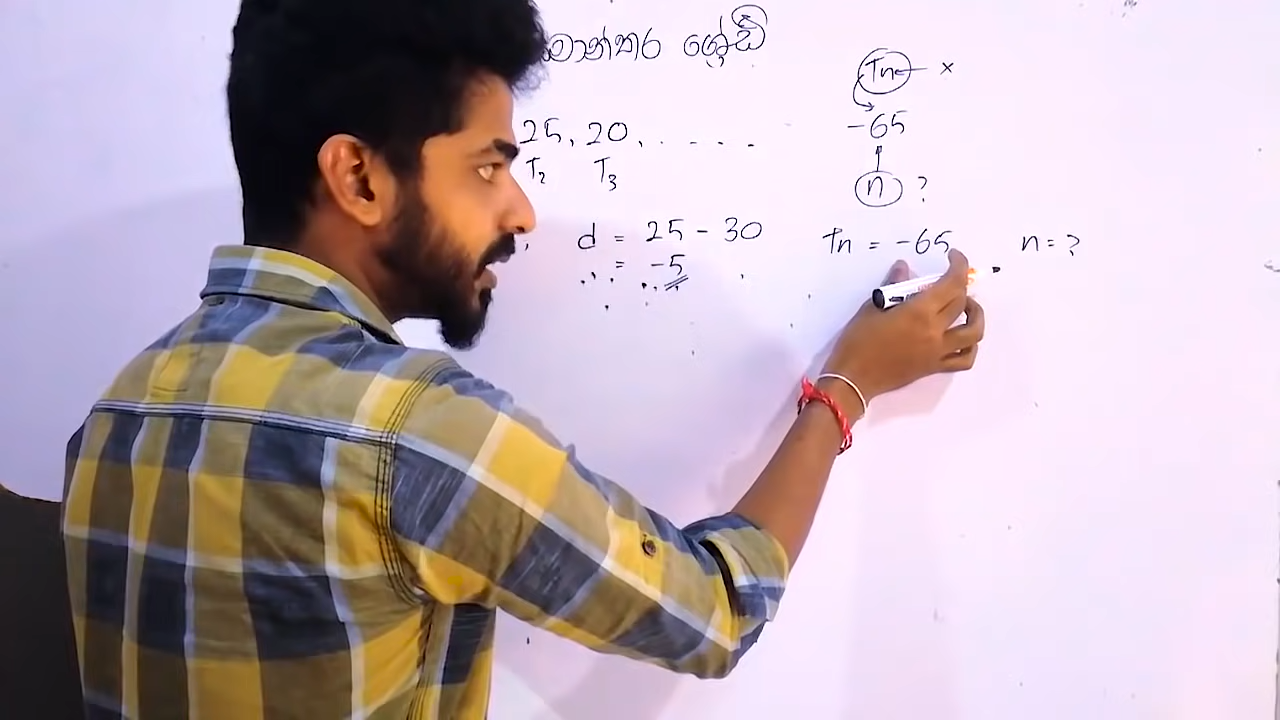 මාන්තර ශ්‍රේඪි
Tn x
25, 20, . . . .
-65
T2 T3
n ?
d = 25 - 30
Tn = -65 n = ?
= -5